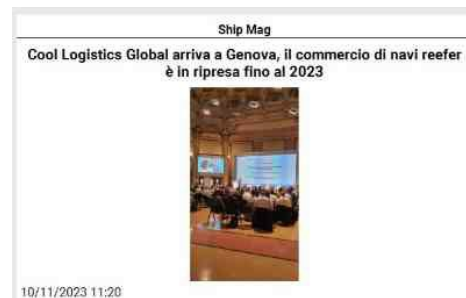 Ship Mag
Cool Logistics Global arriva a Genova, il commercio di navi reefer
è in ripresa fino al 2023
10/11/2023 11:20